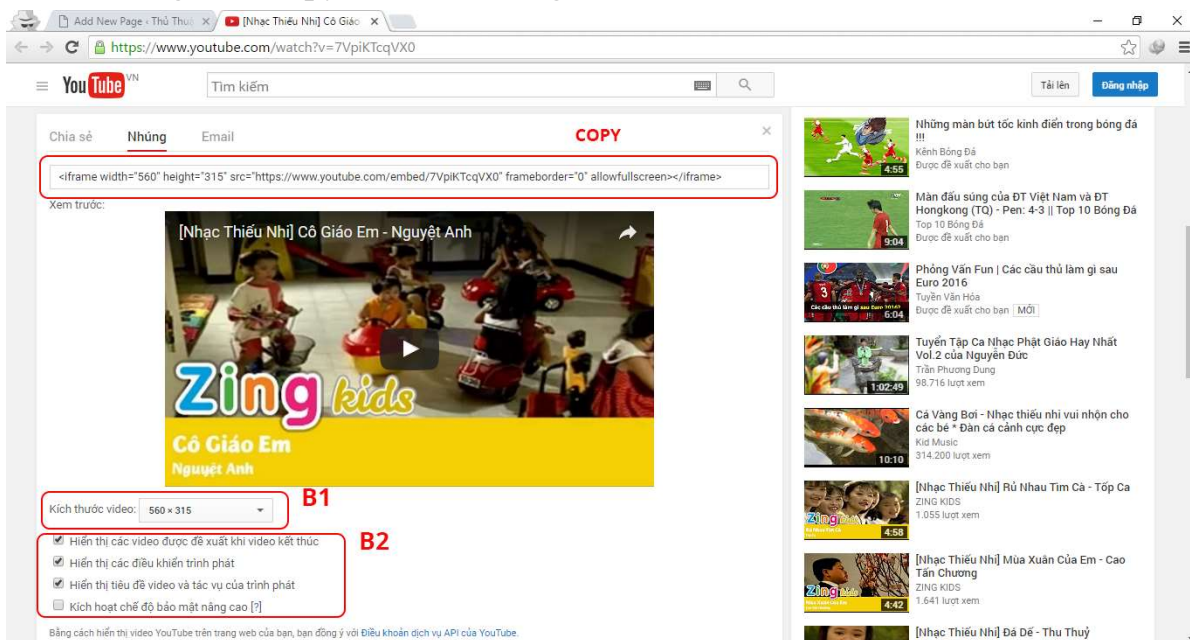 Add New Page ‹ Thủ Thuậ
[Nhạc Thiếu Nhi] Cô Giáo
https://www.youtube.com/watch?v=7VpiKTcqVX0
YouTube VN
Tìm kiếm
Tải lên
Đăng nhập
Chia sẻ
Nhúng
Email
COPY
<iframe width="560" height="315" src="https://www.youtube.com/embed/7VpiKTcqVX0" frameborder="0" allowfullscreen></iframe>
Xem trước:
[Nhạc Thiếu Nhi] Cô Giáo Em - Nguyệt Anh
Zing kids
Cô Giáo Em
Nguyệt Anh
Kích thước video: 560 × 315
B1
Hiển thị các video được đề xuất khi video kết thúc
Hiển thị các điều khiển trình phát
Hiển thị tiêu đề video và tác vụ của trình phát
Kích hoạt chế độ bảo mật nâng cao [?]
B2
Bằng cách hiển thị video YouTube trên trang web của bạn, bạn đồng ý với Điều khoản dịch vụ API của YouTube.
Những màn bứt tốc kinh điển trong bóng đá
!!!
Kênh Bóng Đá
Được đề xuất cho bạn
4:55
Màn đấu súng của ĐT Việt Nam và ĐT
Hongkong (TQ) - Pen: 4-3 || Top 10 Bóng Đá
Top 10 Bóng Đá
Được đề xuất cho bạn
9:04
Phỏng Vấn Fun | Các cầu thủ làm gì sau
Euro 2016
Tuyền Văn Hóa
Được đề xuất cho bạn MỚI
Các cầu thủ làm gì sau Euro 2016?
6:04
Tuyển Tập Ca Nhạc Phật Giáo Hay Nhất
Vol.2 của Nguyễn Đức
Trần Phương Dung
98.716 lượt xem
1:02:49
Cá Vàng Bơi - Nhạc thiếu nhi vui nhộn cho
các bé * Đàn cá cảnh cực đẹp
Kid Music
314.200 lượt xem
10:10
[Nhạc Thiếu Nhi] Rủ Nhau Tìm Cà - Tốp Ca
ZING KIDS
1.055 lượt xem
Zing
4:58
[Nhạc Thiếu Nhi] Mùa Xuân Của Em - Cao
Tấn Chương
ZING KIDS
1.641 lượt xem
Zing
4:42
[Nhạc Thiếu Nhi] Đá Dế - Thu Thuỷ